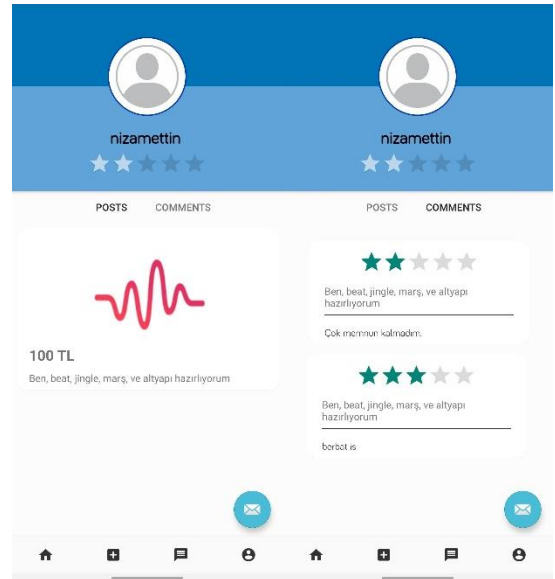 nizamettin
POSTS COMMENTS
100 TL
Ben, beat, jingle, marş, ve altyapı hazırlıyorum
nizamettin
POSTS COMMENTS
Ben, beat, jingle, marş, ve altyapı
hazırlıyorum
Çok memnun kalmadım.
Ben, beat, jingle, marş, ve altyapı
hazırlıyorum
berbat is